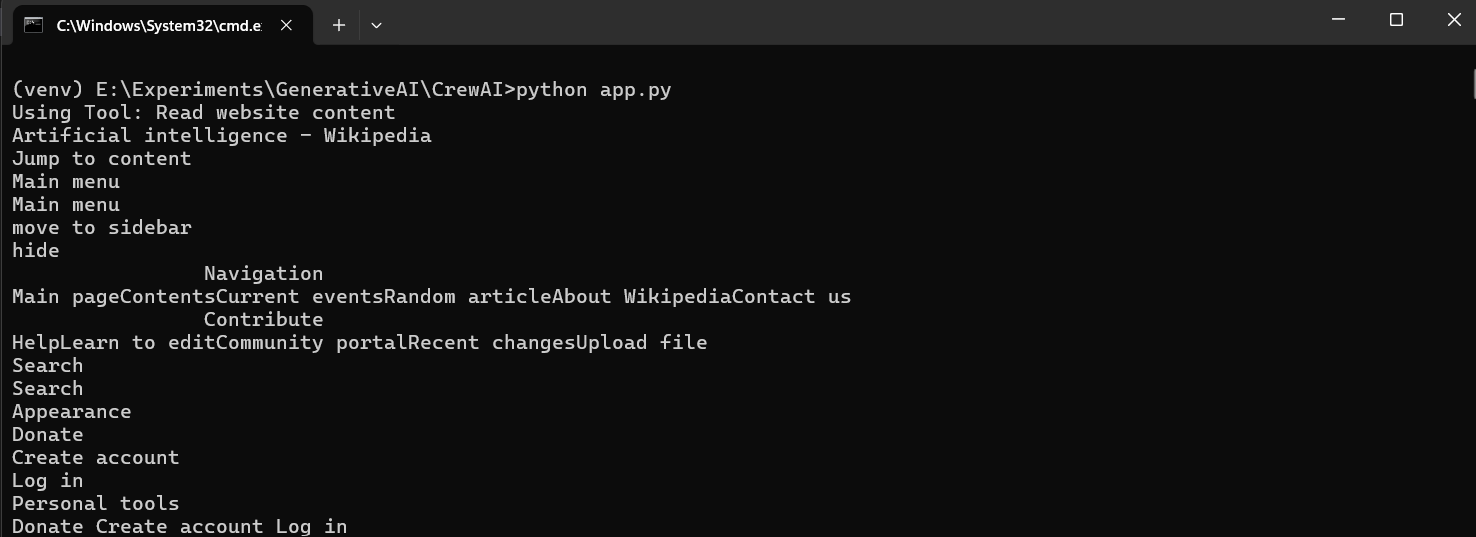 C:\Windows\System32\cmd.e
(venv) E:\Experiments\GenerativeAI\CrewAI>python app.py
Using Tool: Read website content
Artificial intelligence - Wikipedia
Jump to content
Main menu
Main menu
move to sidebar
hide
Navigation
Main pageContentsCurrent eventsRandom articleAbout WikipediaContact us
Contribute
HelpLearn to editCommunity portalRecent changesUpload file
Search
Search
Appearance
Donate
Create account
Log in
Personal tools
Donate Create account Log in